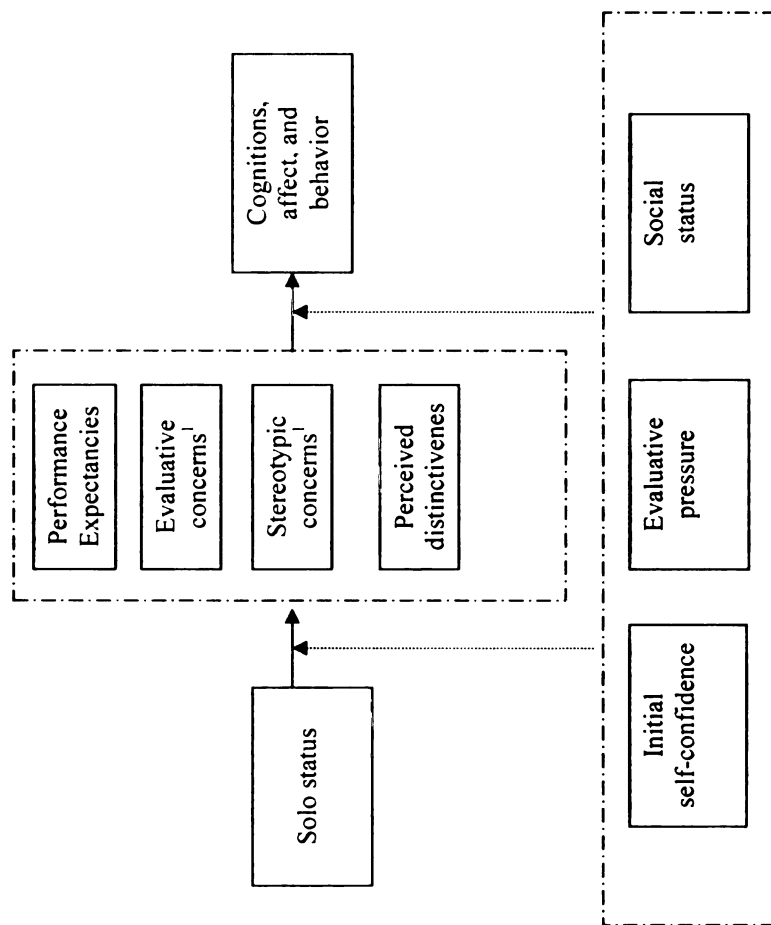 Solo status
Performance
Expectancies
Evaluative
concerns¹
Stereotypic
concerns¹
Perceived
distinctivenes
Cognitions,
affect, and
behavior
Initial
self-confidence
Evaluative
pressure
Social
status